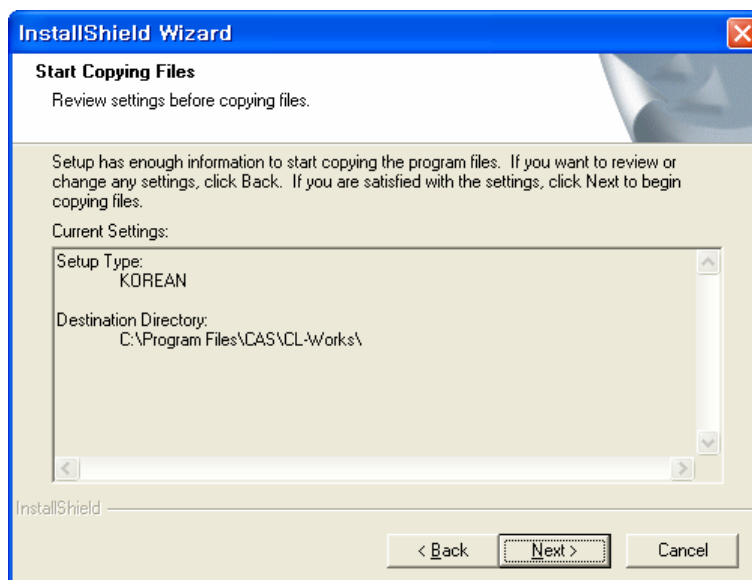 InstallShield Wizard
Start Copying Files
Review settings before copying files.
Setup has enough information to start copying the program files. If you want to review or
change any settings, click Back. If you are satisfied with the settings, click Next to begin
copying files.
Current Settings:
Setup Type:
KOREAN
Destination Directory:
C:\Program Files\CAS\CL-Works\
InstallShield
< Back
Next >
Cancel